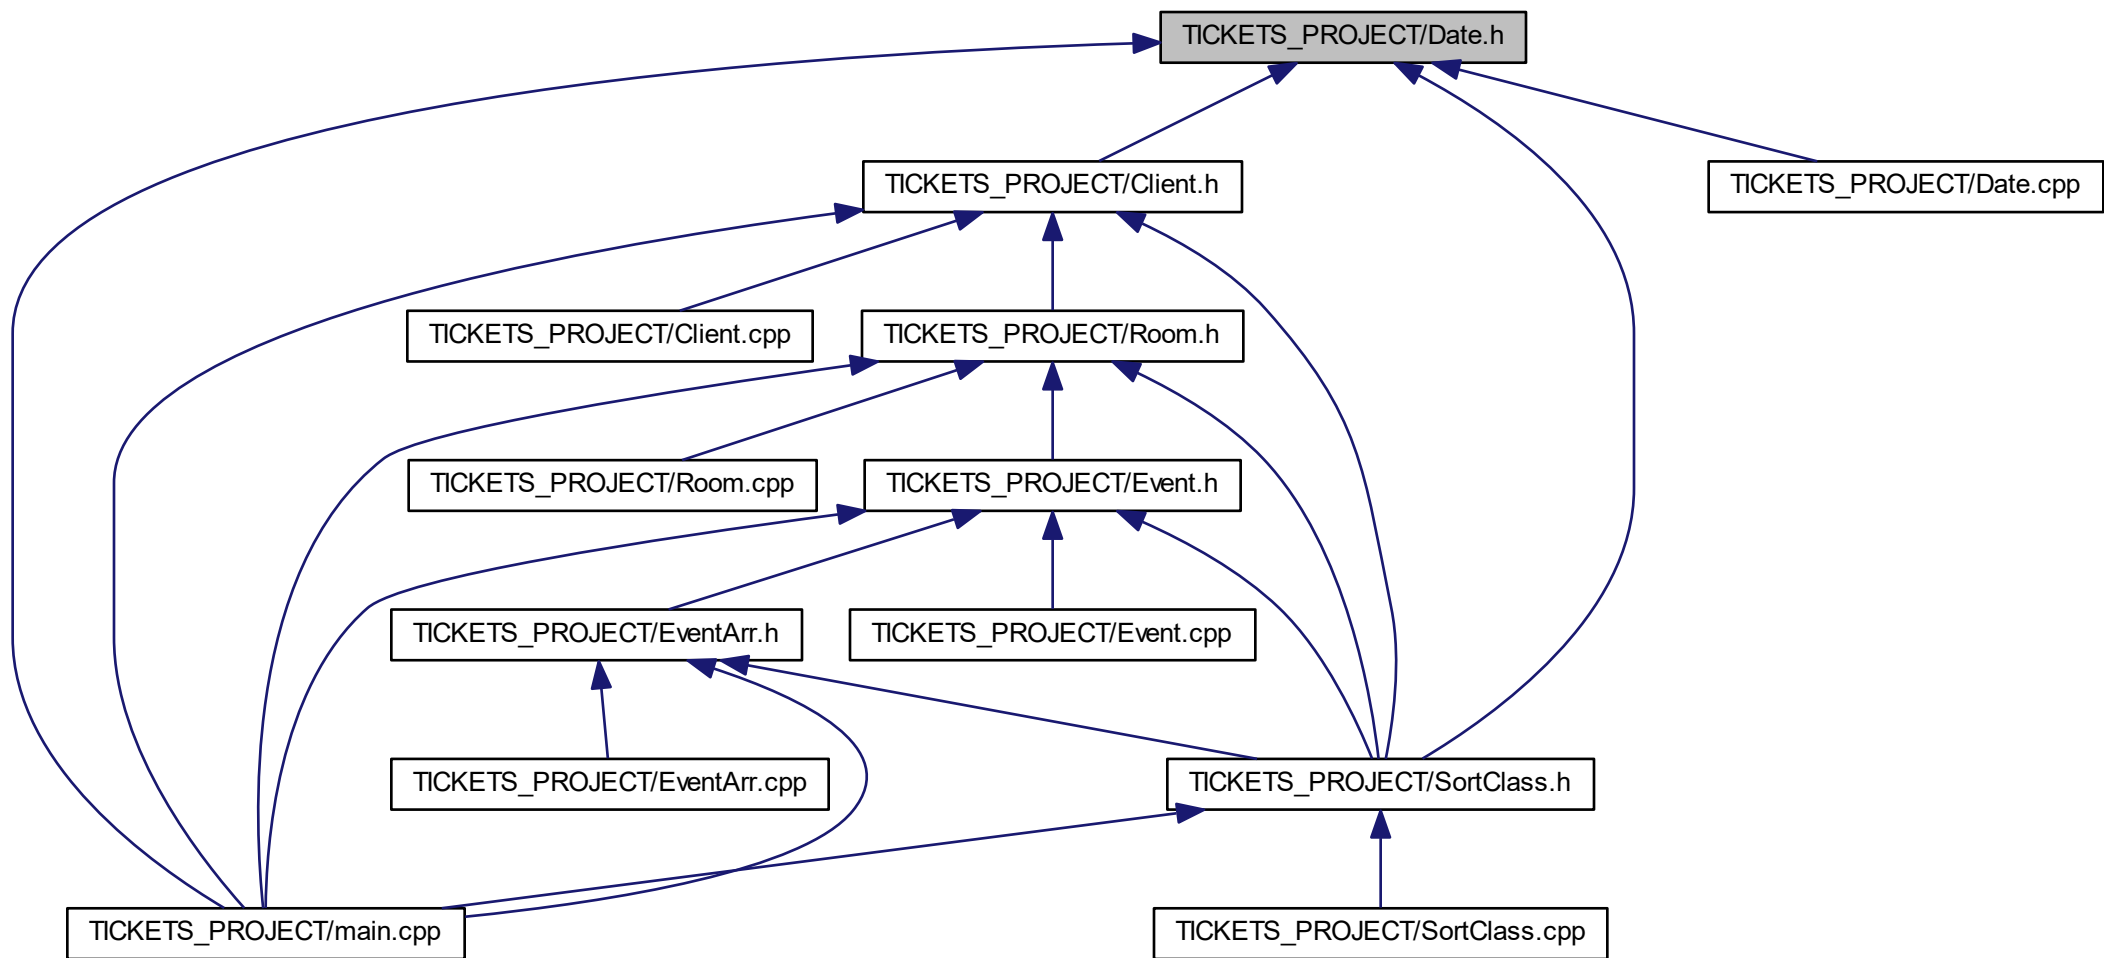 TICKETS_PROJECT/Date.h
TICKETS_PROJECT/Client.h
TICKETS_PROJECT/Date.cpp
TICKETS_PROJECT/Client.cpp
TICKETS_PROJECT/Room.h
TICKETS_PROJECT/Room.cpp
TICKETS_PROJECT/Event.h
TICKETS_PROJECT/EventArr.h
TICKETS_PROJECT/Event.cpp
TICKETS_PROJECT/EventArr.cpp
TICKETS_PROJECT/SortClass.h
TICKETS_PROJECT/main.cpp
TICKETS_PROJECT/SortClass.cpp